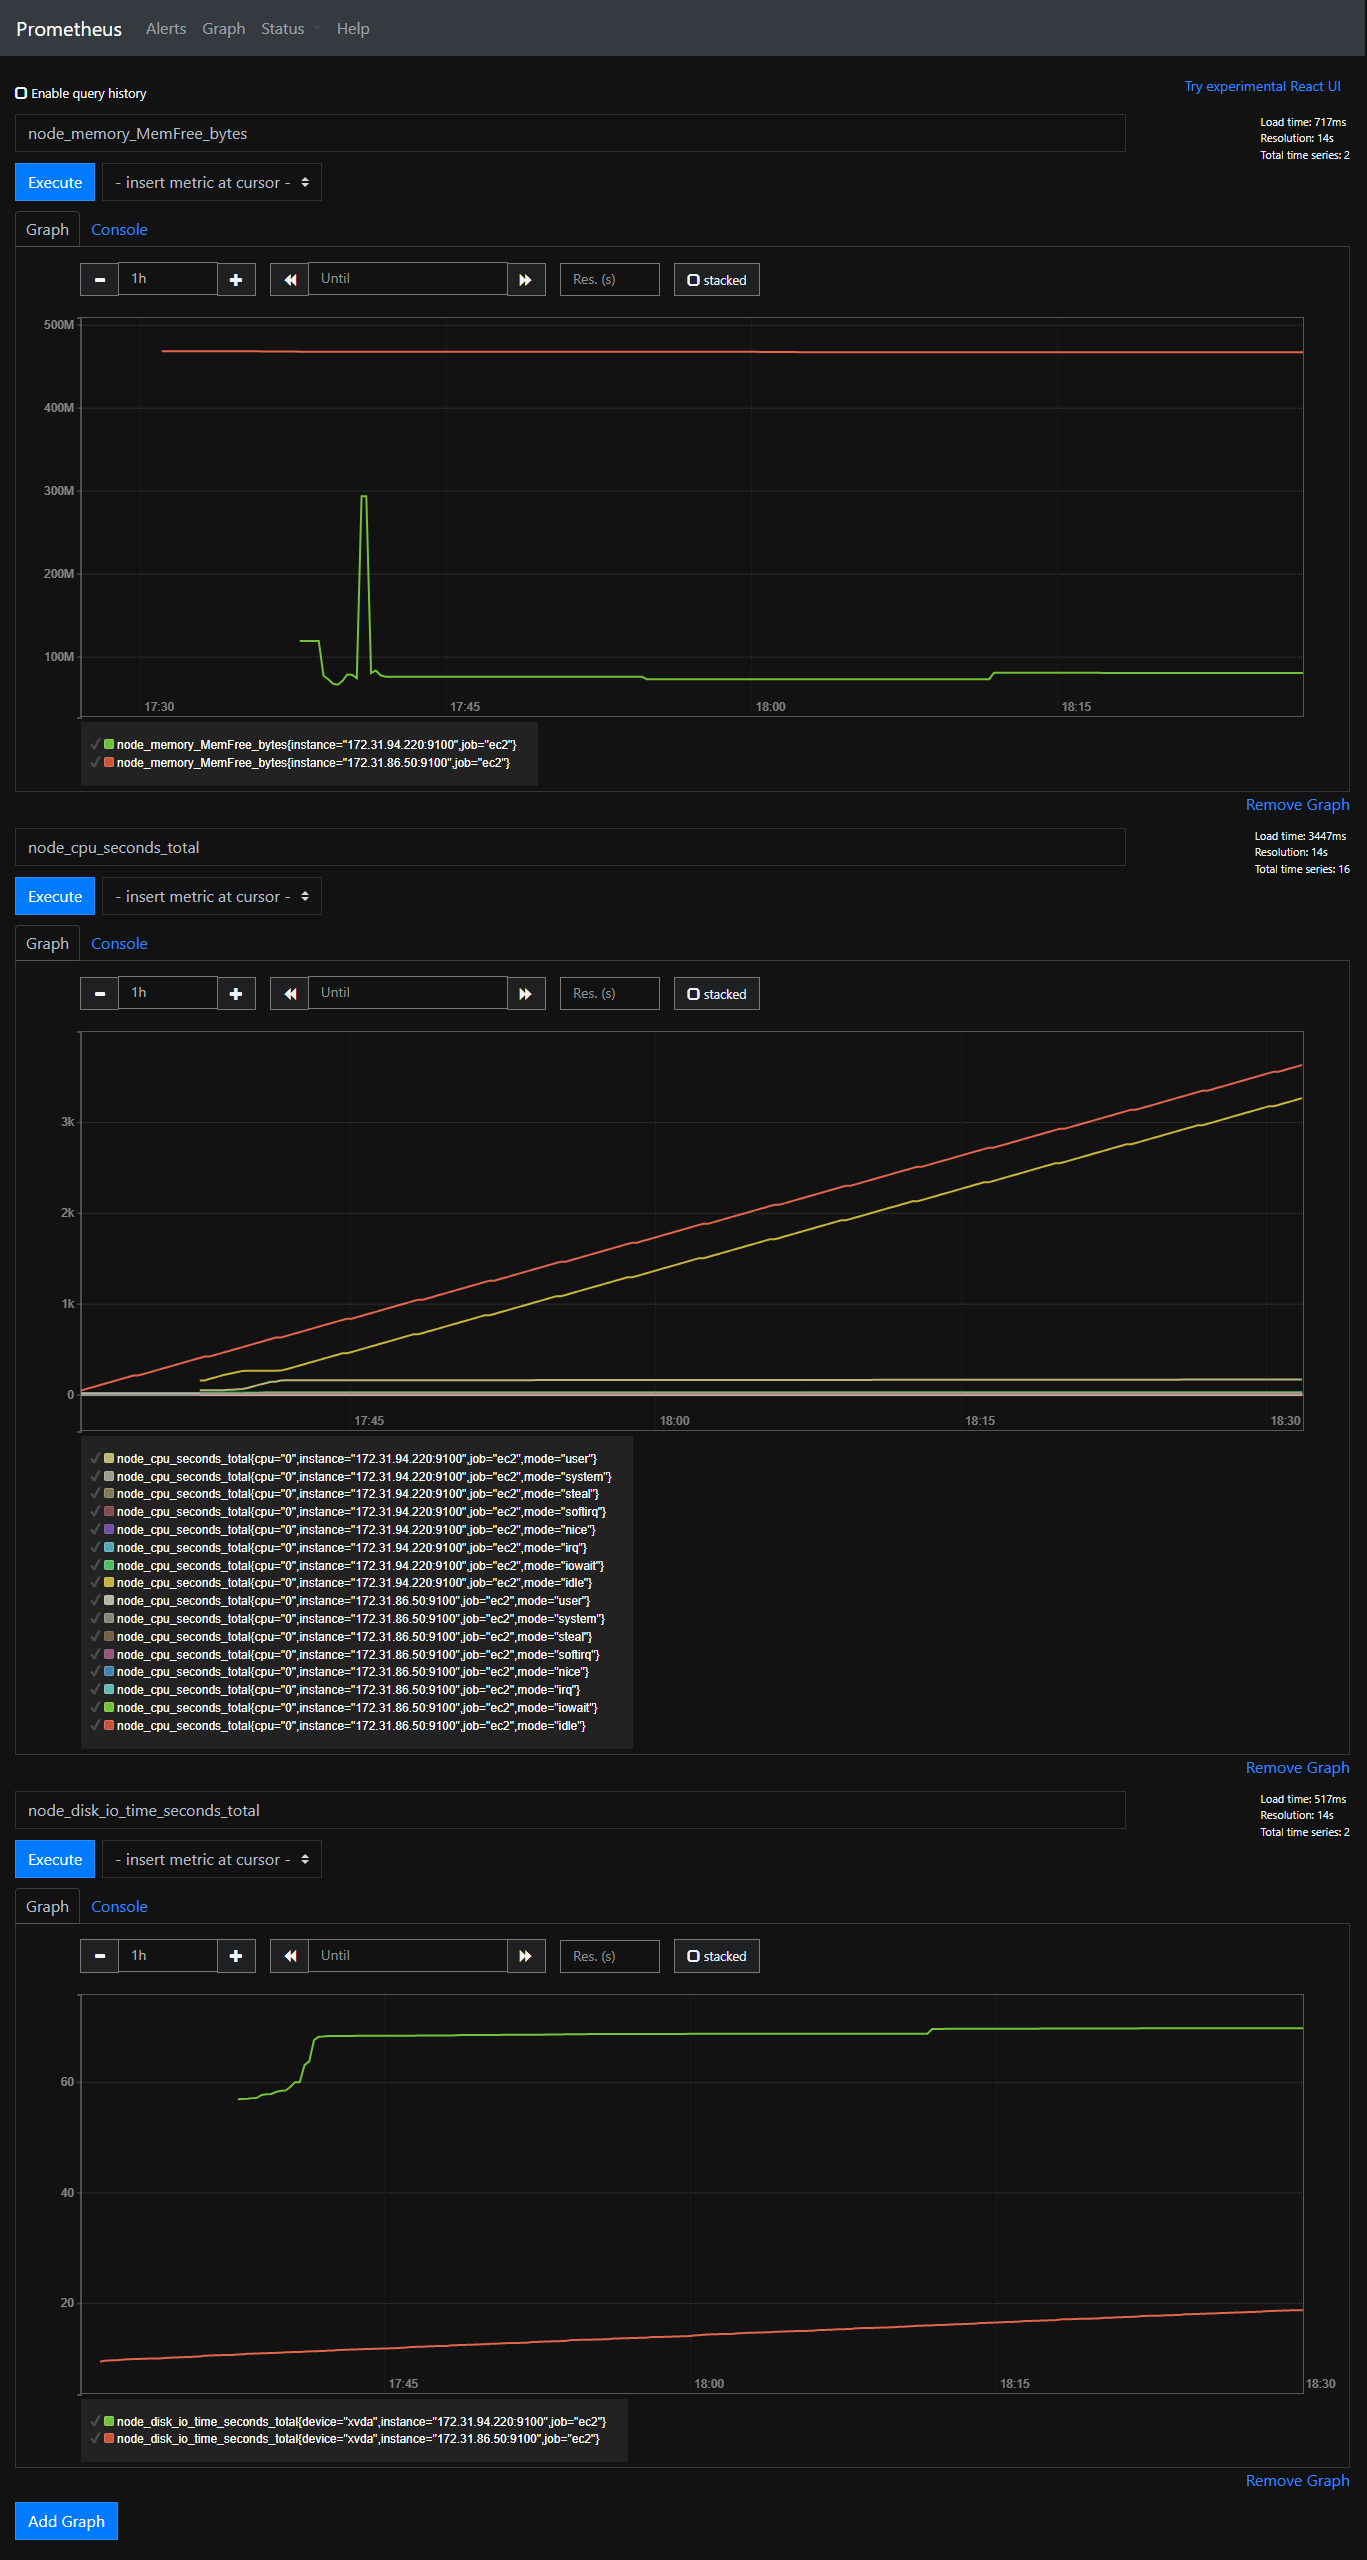 Prometheus Alerts Graph Status Help
Enable query history
Try experimental React UI
node_memory_MemFree_bytes
Load time: 717ms
Resolution: 14s
Total time series: 2
Execute - insert metric at cursor -
Graph Console
1h Until Res. (s) stacked
500M
400M
300M
200M
100M
17:30 17:45 18:00 18:15
node_memory_MemFree_bytes{instance="172.31.94.220:9100",job="ec2"}
node_memory_MemFree_bytes{instance="172.31.86.50:9100",job="ec2"}
Remove Graph
node_cpu_seconds_total
Load time: 3447ms
Resolution: 14s
Total time series: 16
Execute - insert metric at cursor -
Graph Console
1h Until Res. (s) stacked
3k
2k
1k
0
17:45 18:00 18:15 18:30
node_cpu_seconds_total{cpu="0",instance="172.31.94.220:9100",job="ec2",mode="user"}
node_cpu_seconds_total{cpu="0",instance="172.31.94.220:9100",job="ec2",mode="system"}
node_cpu_seconds_total{cpu="0",instance="172.31.94.220:9100",job="ec2",mode="steal"}
node_cpu_seconds_total{cpu="0",instance="172.31.94.220:9100",job="ec2",mode="softirq"}
node_cpu_seconds_total{cpu="0",instance="172.31.94.220:9100",job="ec2",mode="nice"}
node_cpu_seconds_total{cpu="0",instance="172.31.94.220:9100",job="ec2",mode="irq"}
node_cpu_seconds_total{cpu="0",instance="172.31.94.220:9100",job="ec2",mode="iowait"}
node_cpu_seconds_total{cpu="0",instance="172.31.94.220:9100",job="ec2",mode="idle"}
node_cpu_seconds_total{cpu="0",instance="172.31.86.50:9100",job="ec2",mode="user"}
node_cpu_seconds_total{cpu="0",instance="172.31.86.50:9100",job="ec2",mode="system"}
node_cpu_seconds_total{cpu="0",instance="172.31.86.50:9100",job="ec2",mode="steal"}
node_cpu_seconds_total{cpu="0",instance="172.31.86.50:9100",job="ec2",mode="softirq"}
node_cpu_seconds_total{cpu="0",instance="172.31.86.50:9100",job="ec2",mode="nice"}
node_cpu_seconds_total{cpu="0",instance="172.31.86.50:9100",job="ec2",mode="irq"}
node_cpu_seconds_total{cpu="0",instance="172.31.86.50:9100",job="ec2",mode="iowait"}
node_cpu_seconds_total{cpu="0",instance="172.31.86.50:9100",job="ec2",mode="idle"}
Remove Graph
node_disk_io_time_seconds_total
Load time: 517ms
Resolution: 14s
Total time series: 2
Execute - insert metric at cursor -
Graph Console
1h Until Res. (s) stacked
60
40
20
17:45 18:00 18:15 18:30
node_disk_io_time_seconds_total{device="xvda",instance="172.31.94.220:9100",job="ec2"}
node_disk_io_time_seconds_total{device="xvda",instance="172.31.86.50:9100",job="ec2"}
Remove Graph
Add Graph